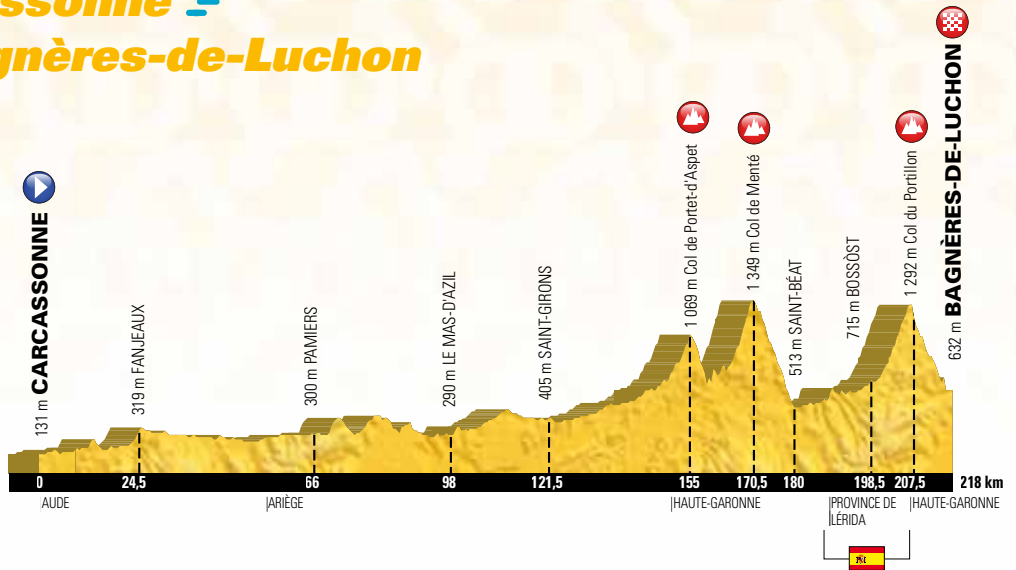 ssonne
gnères-de-Luchon
131 m CARCASSONNE
319 m FANJEAUX
300 m PAMIERS
290 m LE MAS-D'AZIL
405 m SAINT-GIRONS
1 069 m Col de Portet-d'Aspet
1 349 m Col de Menté
513 m SAINT-BÉAT
715 m BOSSÒST
1 292 m Col du Portillon
632 m BAGNÈRES-DE-LUCHON
0 24,5 66 98 121,5 155 170,5 180 198,5 207,5 218 km
|AUDE |ARIÈGE |HAUTE-GARONNE |PROVINCE DE |HAUTE-GARONNE
|LÉRIDA